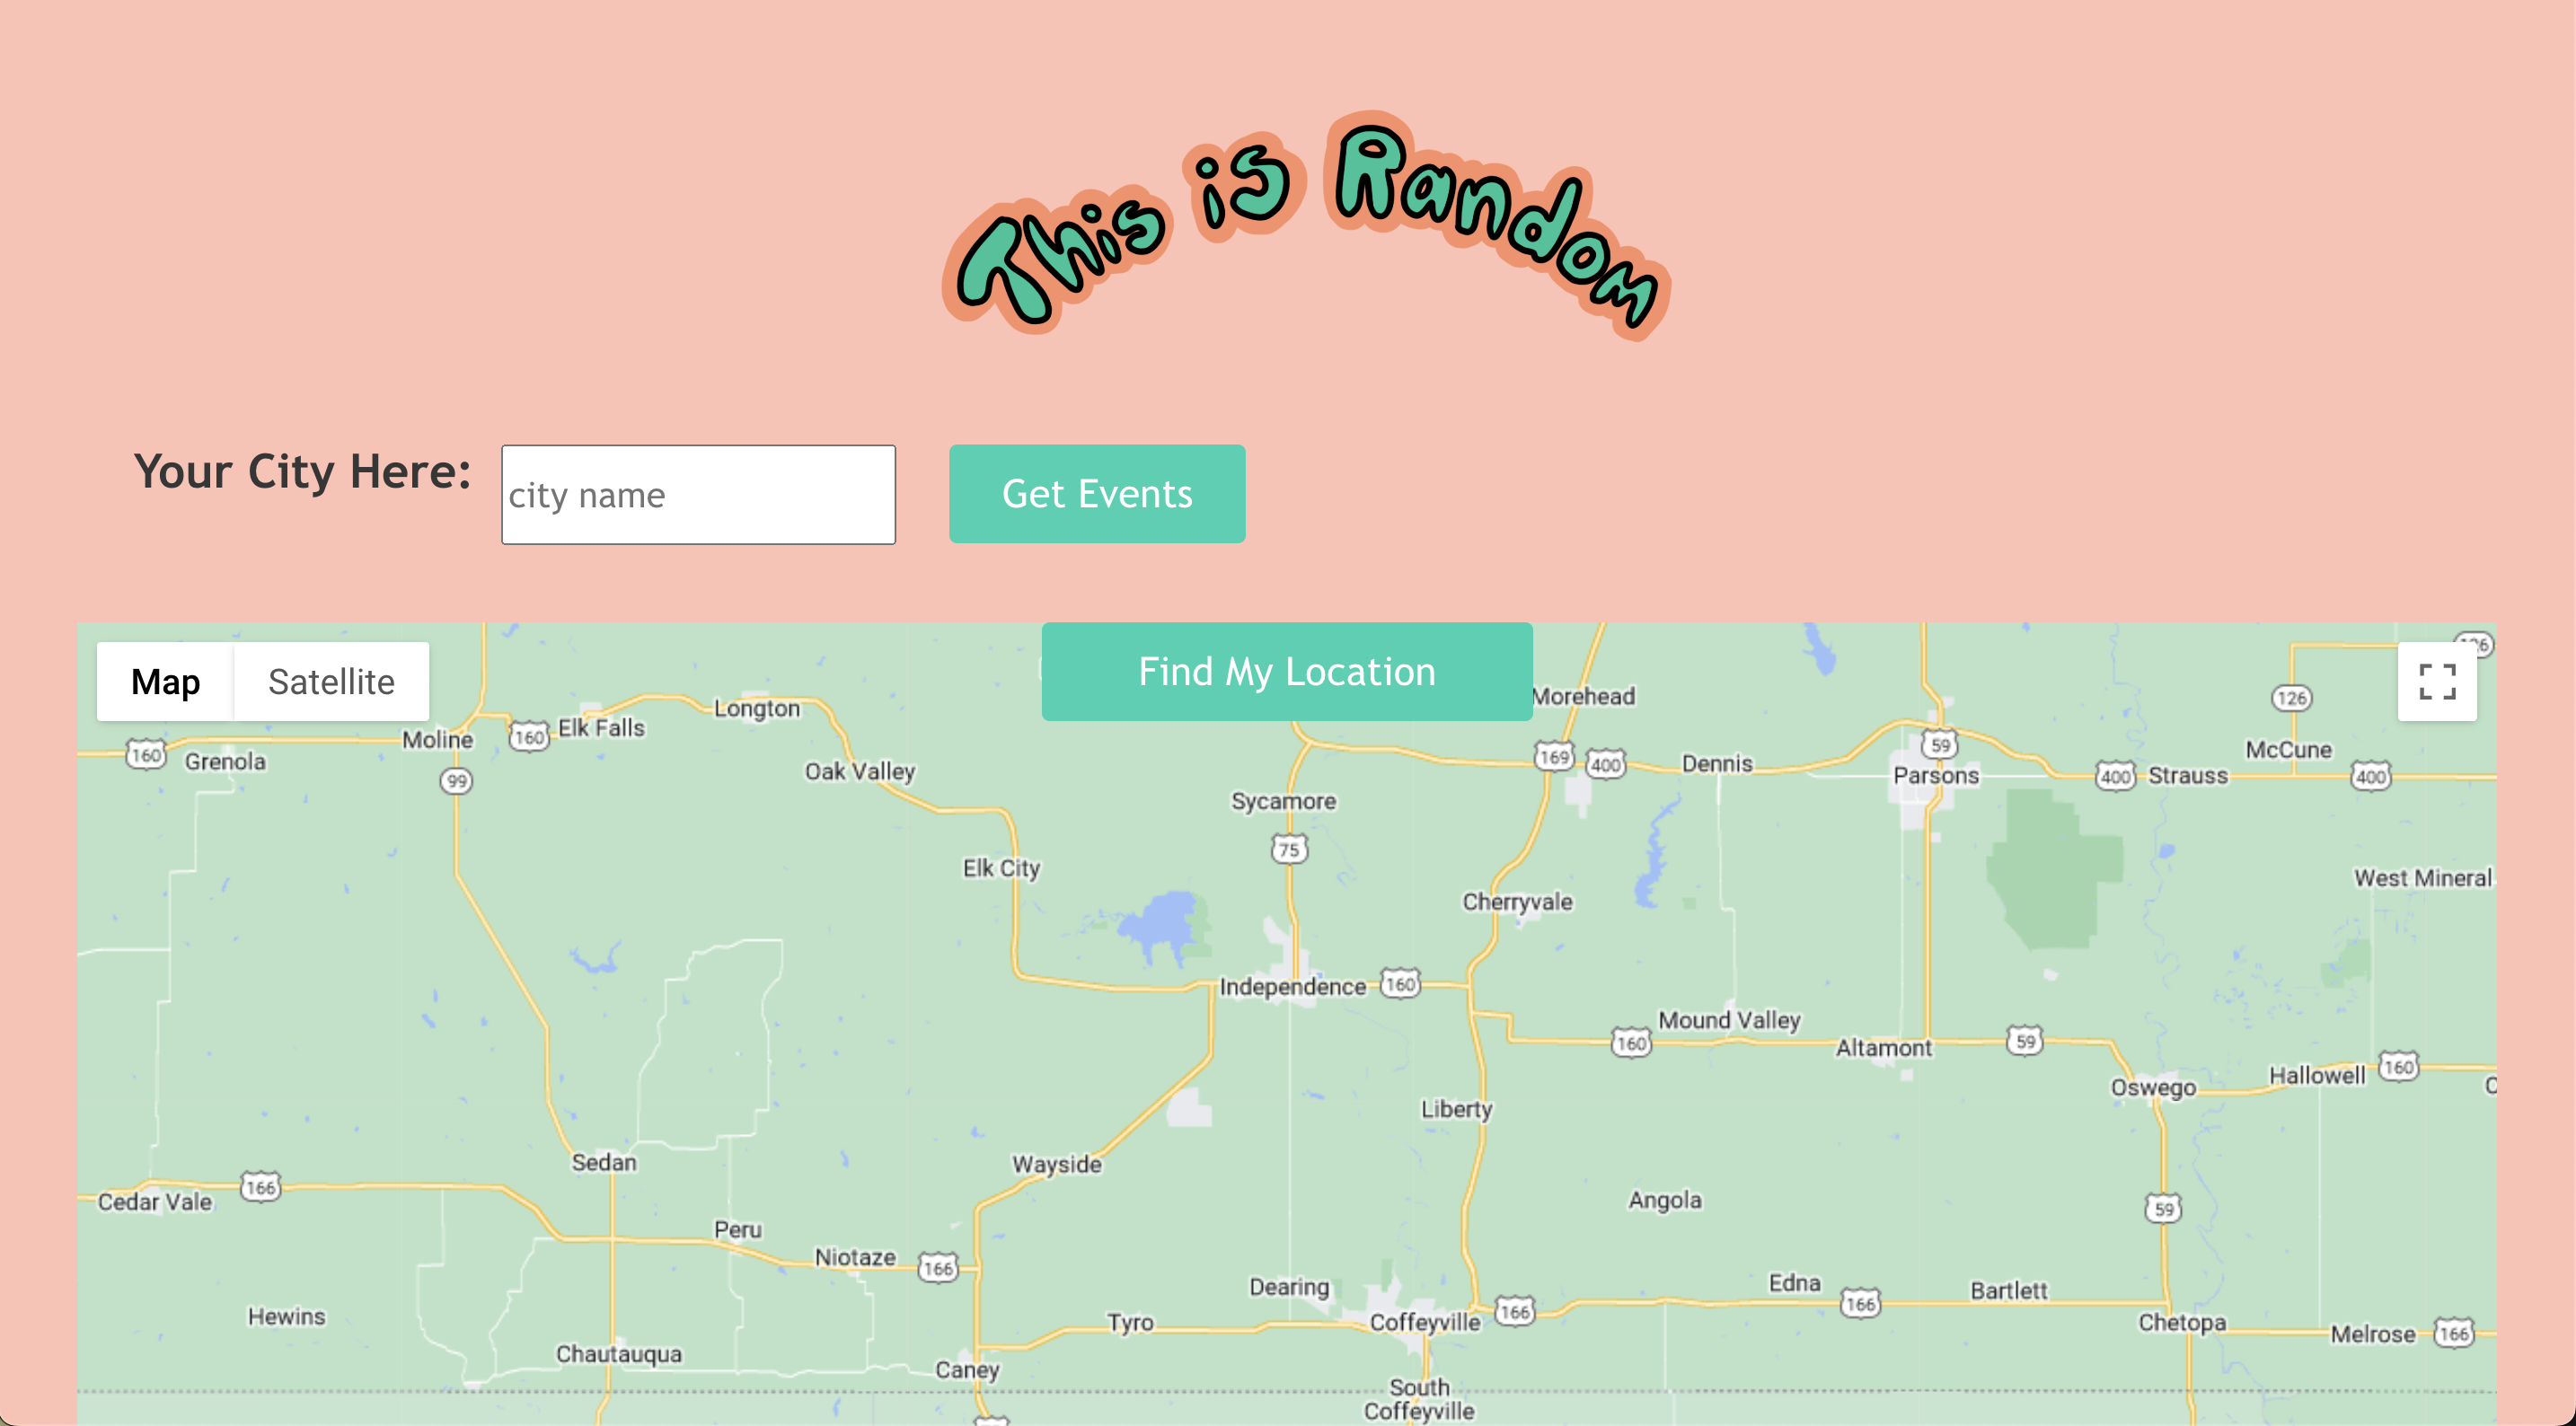 This is Random
Your City Here:
city name
Get Events
Map
Satellite
Find My Location
126
Morehead
Longton
Elk Falls
160
Moline
160
Grenola
99
Oak Valley
169
400
Dennis
59
Parsons
400
Strauss
126
McCune
400
Sycamore
75
Elk City
Cherryvale
West Mineral
Independence
160
Mound Valley
160
Altamont
59
Oswego
Hallowell
160
Liberty
Sedan
Wayside
166
Cedar Vale
Angola
59
Peru
Niotaze
166
Dearing
Edna
166
Bartlett
166
Hewins
Tyro
Coffeyville
Chetopa
Melrose
166
Chautauqua
Caney
South
Coffeyville